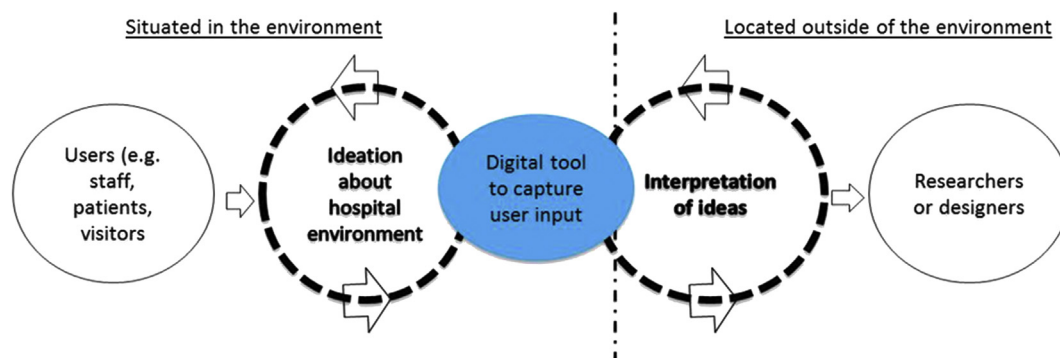 Situated in the environment
Located outside of the environment
Users (e.g.
staff,
patients,
visitors
Ideation
about
hospital
environment
Digital tool
to capture
user input
Interpretation
of ideas
Researchers
or designers